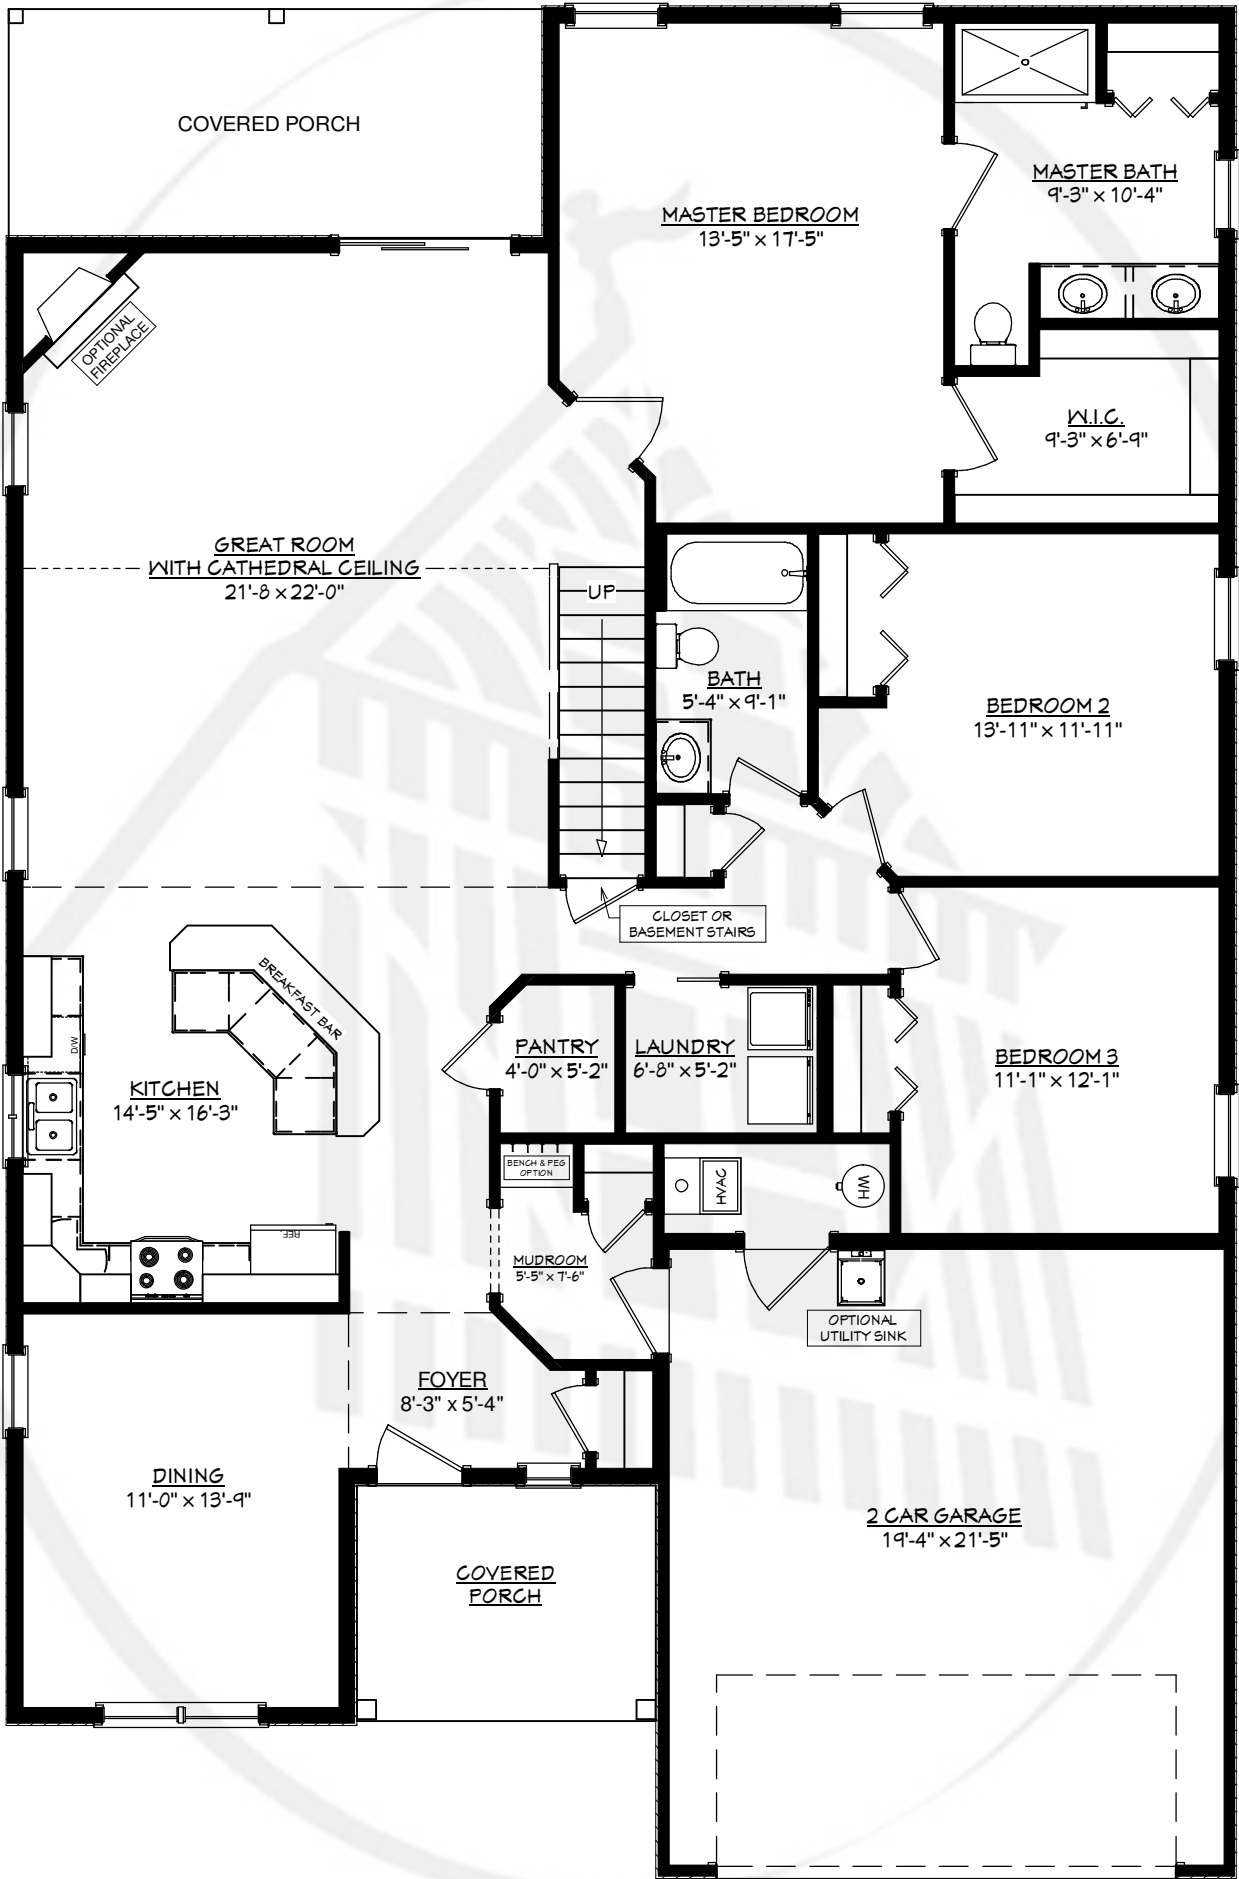 COVERED PORCH
MASTER BATH
9'-3" x 10'-4"
MASTER BEDROOM
13'-5" x 17'-5"
OPTIONAL
FIREPLACE
W.I.C.
9'-3" x 6'-9"
GREAT ROOM
WITH CATHEDRAL CEILING
21'-8 x 22'-0"
UP
BATH
5'-4" x 9'-1"
BEDROOM 2
13'-11" x 11'-11"
CLOSET OR
BASEMENT STAIRS
BREAKFAST BAR
D/W
KITCHEN
14'-5" x 16'-3"
PANTRY
4'-0" x 5'-2"
LAUNDRY
6'-8" x 5'-2"
BEDROOM 3
11'-1" x 12'-1"
BENCH & PEG
OPTION
HVAC
WH
REF.
MUDROOM
5'-5" x 7'-6"
OPTIONAL
UTILITY SINK
FOYER
8'-3" x 5'-4"
DINING
11'-0" x 13'-9"
2 CAR GARAGE
19'-4" x 21'-5"
COVERED
PORCH